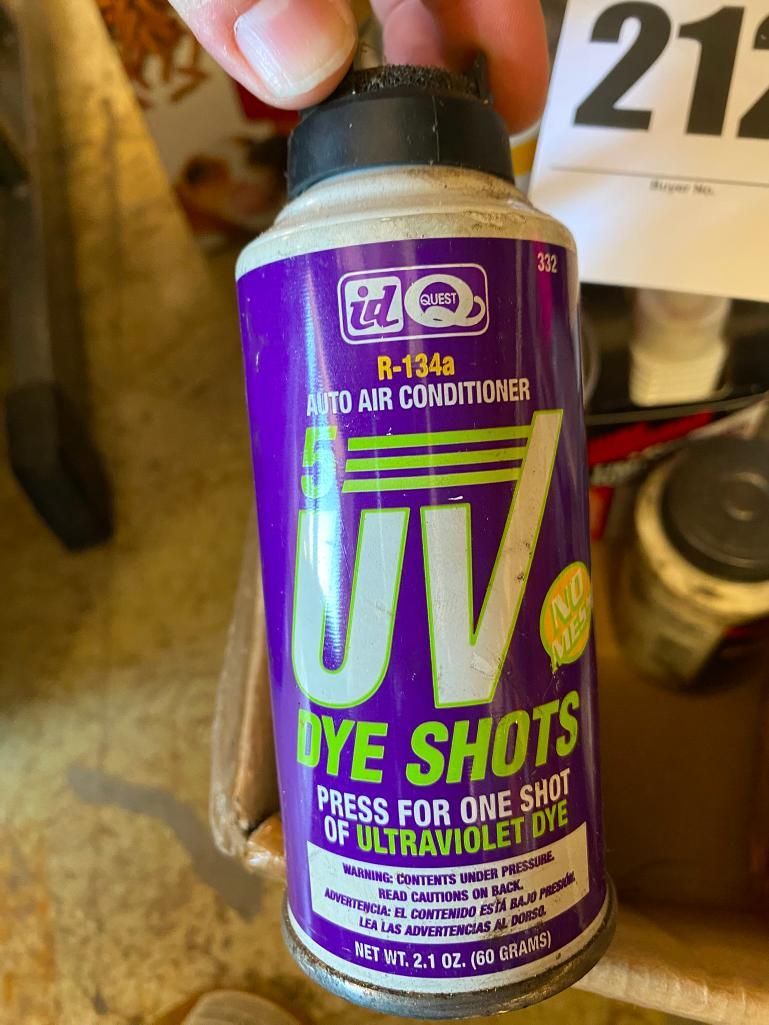 212
Buyer No.
332
id QUEST
R-134a
AUTO AIR CONDITIONER
5
UV
NO
MESS
DYE SHOTS
PRESS FOR ONE SHOT
OF ULTRAVIOLET DYE
WARNING: CONTENTS UNDER PRESSURE.
READ CAUTIONS ON BACK.
ADVERTENCIA: EL CONTENIDO ESTÁ BAJO PRESIÓN.
LEA LAS ADVERTENCIAS AL DORSO.
NET WT. 2.1 OZ. (60 GRAMS)